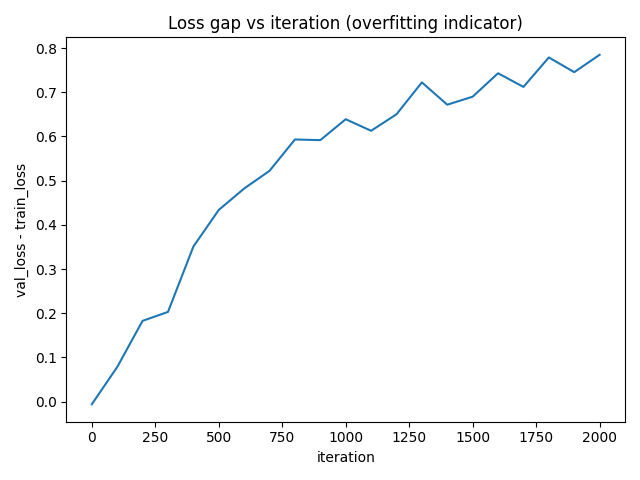 Loss gap vs iteration (overfitting indicator)
val_loss - train_loss
0.8
0.7
0.6
0.5
0.4
0.3
0.2
0.1
0.0
0 250 500 750 1000 1250 1500 1750 2000
iteration